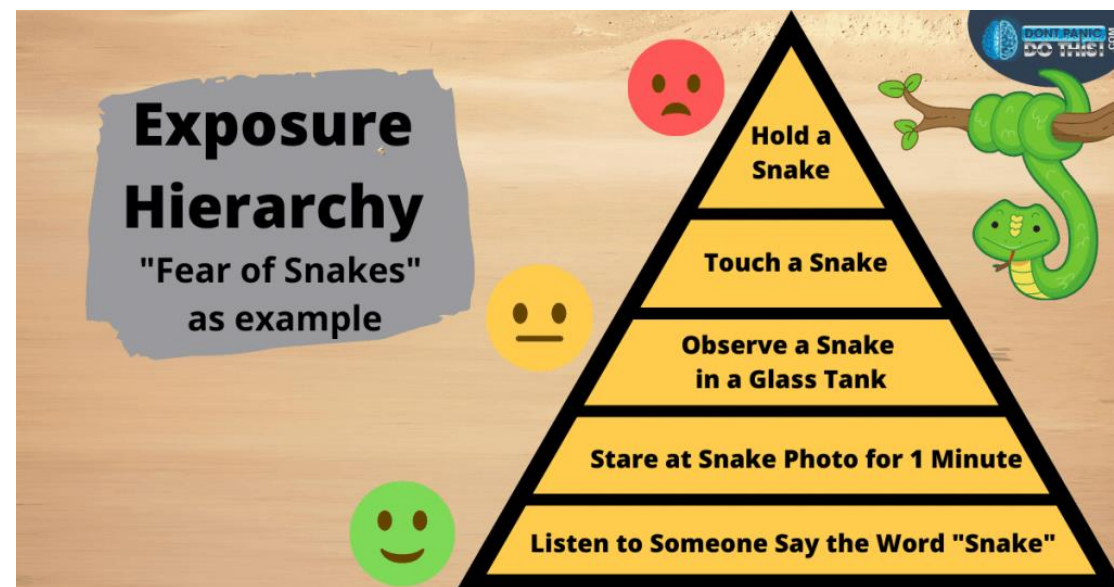 Exposure
Hierarchy
"Fear of Snakes"
as example
DONT PANIC
DO THIS!
.COM
Hold a
Snake
Touch a Snake
Observe a Snake
in a Glass Tank
Stare at Snake Photo for 1 Minute
Listen to Someone Say the Word "Snake"